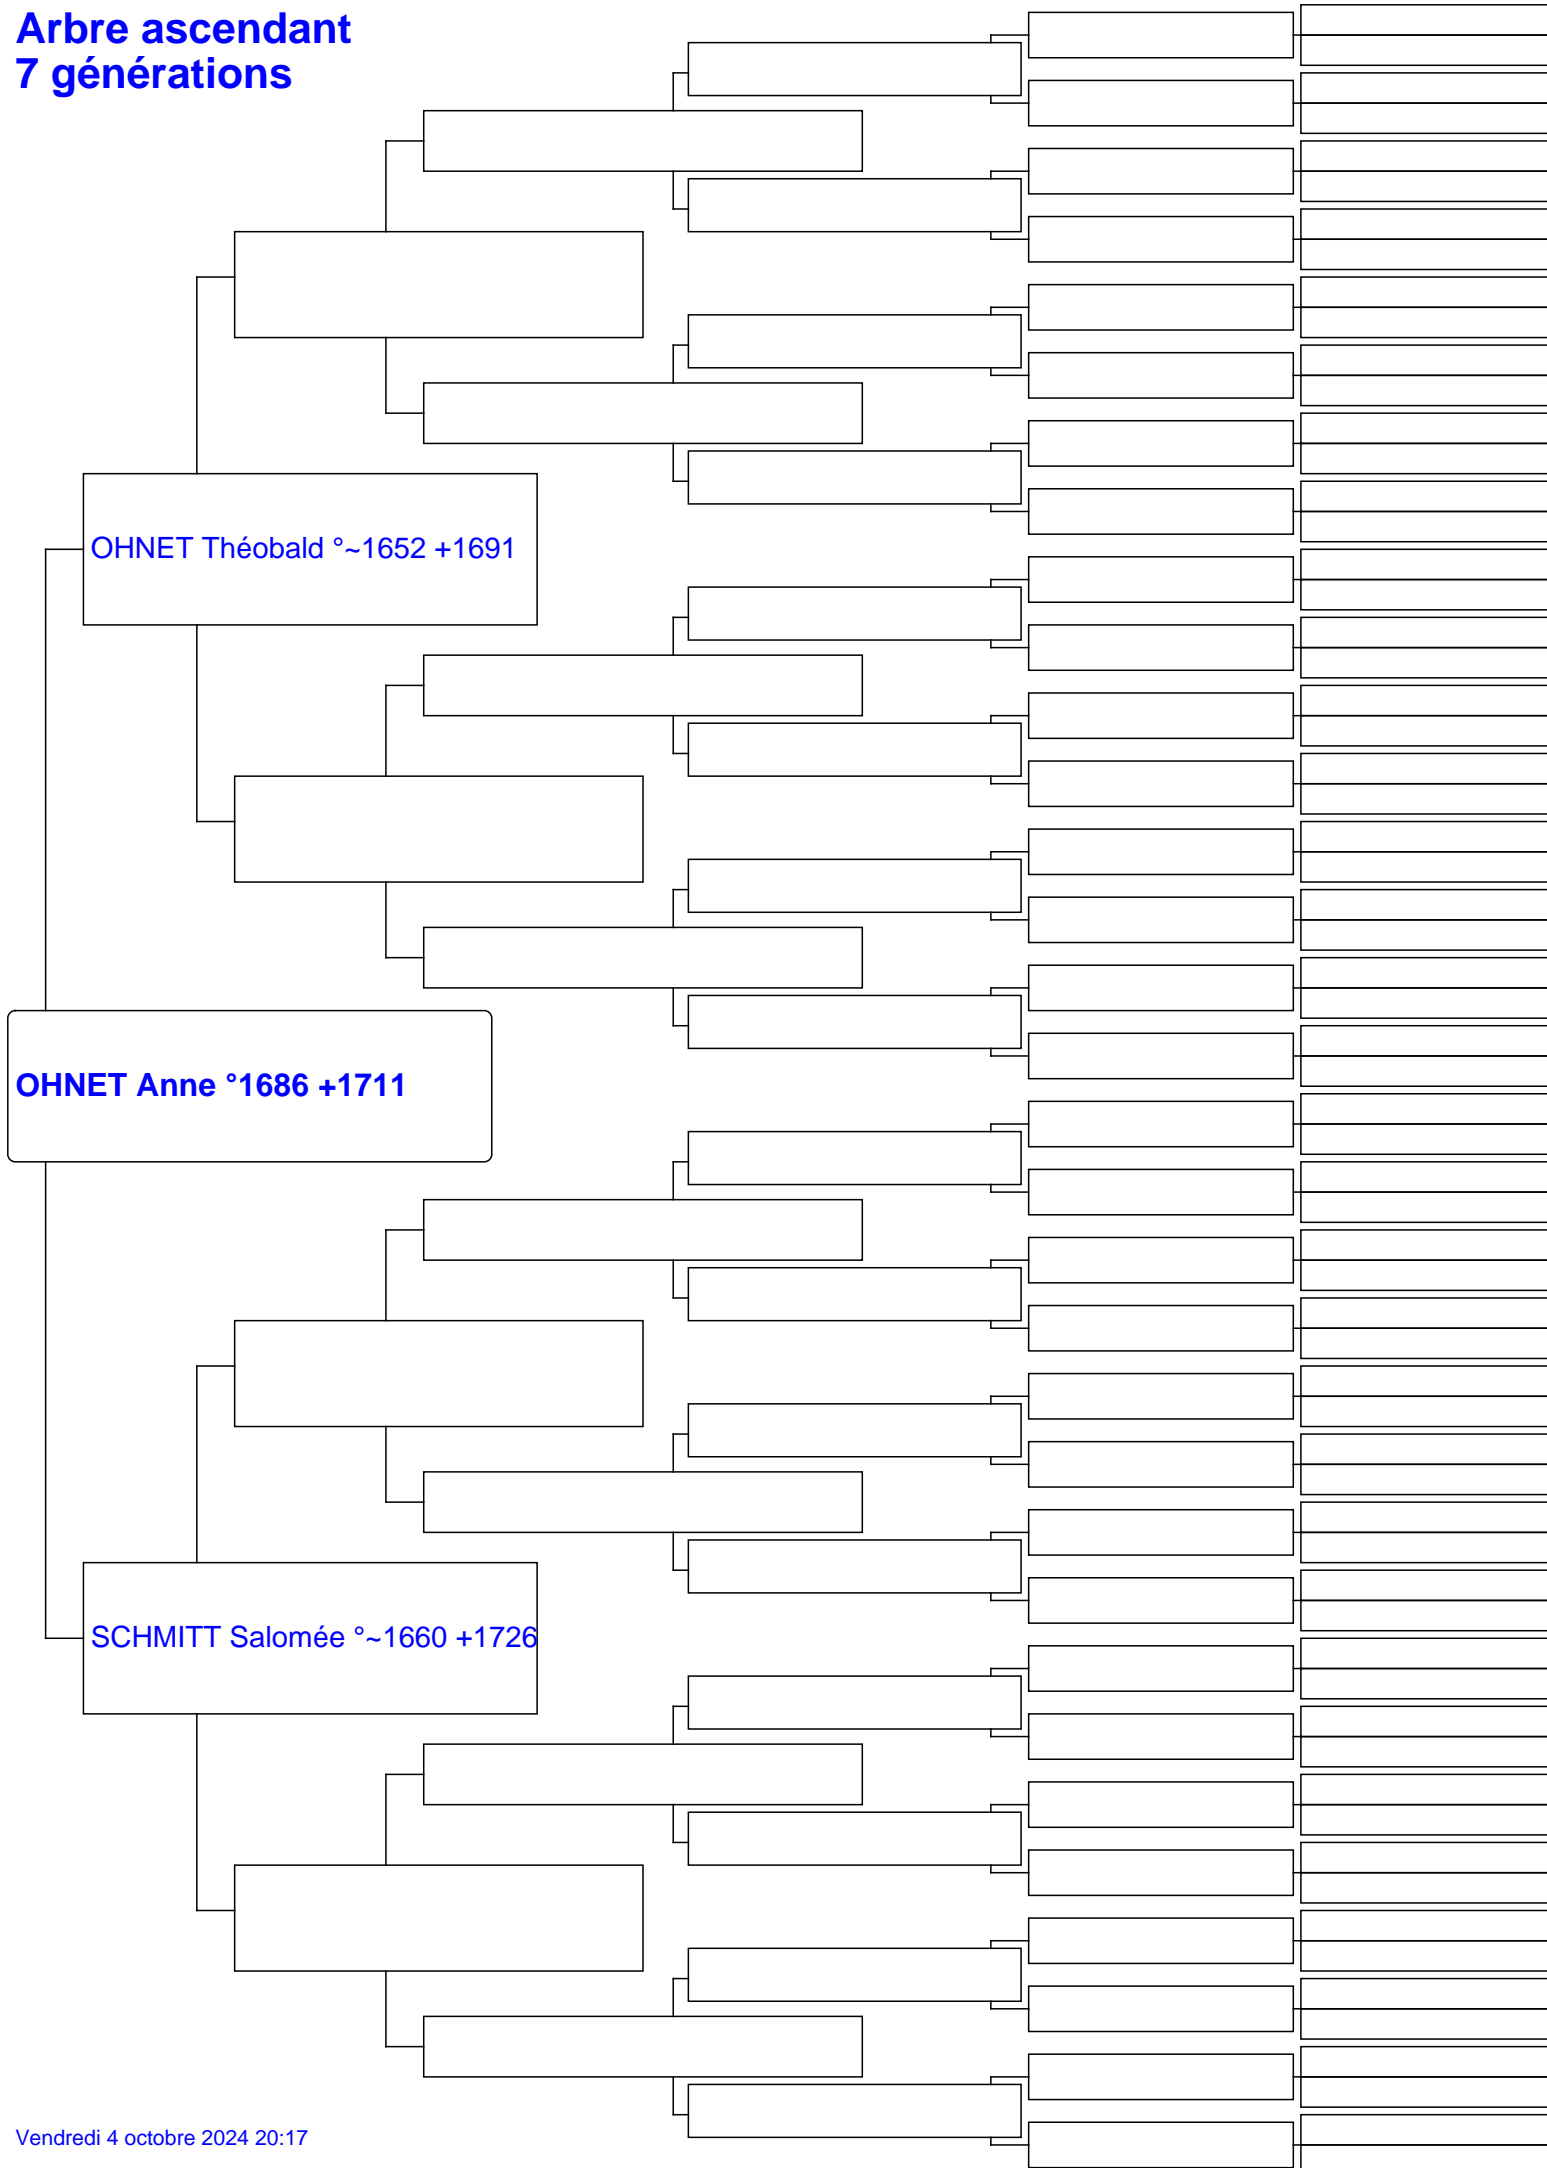 Arbre ascendant
7 générations
OHNET Théobald °~1652 +1691
OHNET Anne °1686 +1711
SCHMITT Salomée °~1660 +1726
Vendredi 4 octobre 2024 20:17